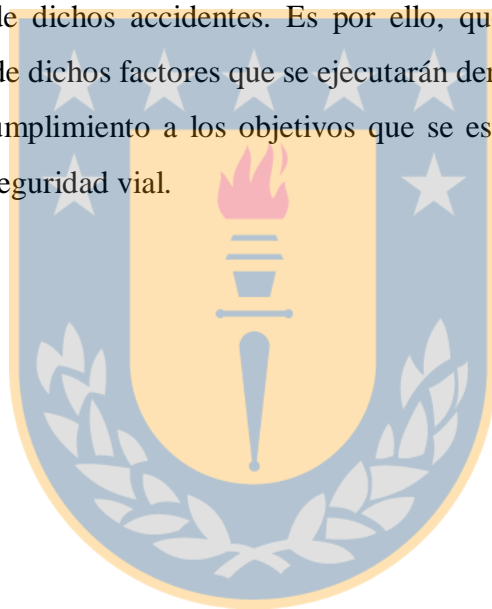 de dichos accidentes. Es por ello, qu
de dichos factores que se ejecutarán de
umplimiento a los objetivos que se es
eguridad vial.